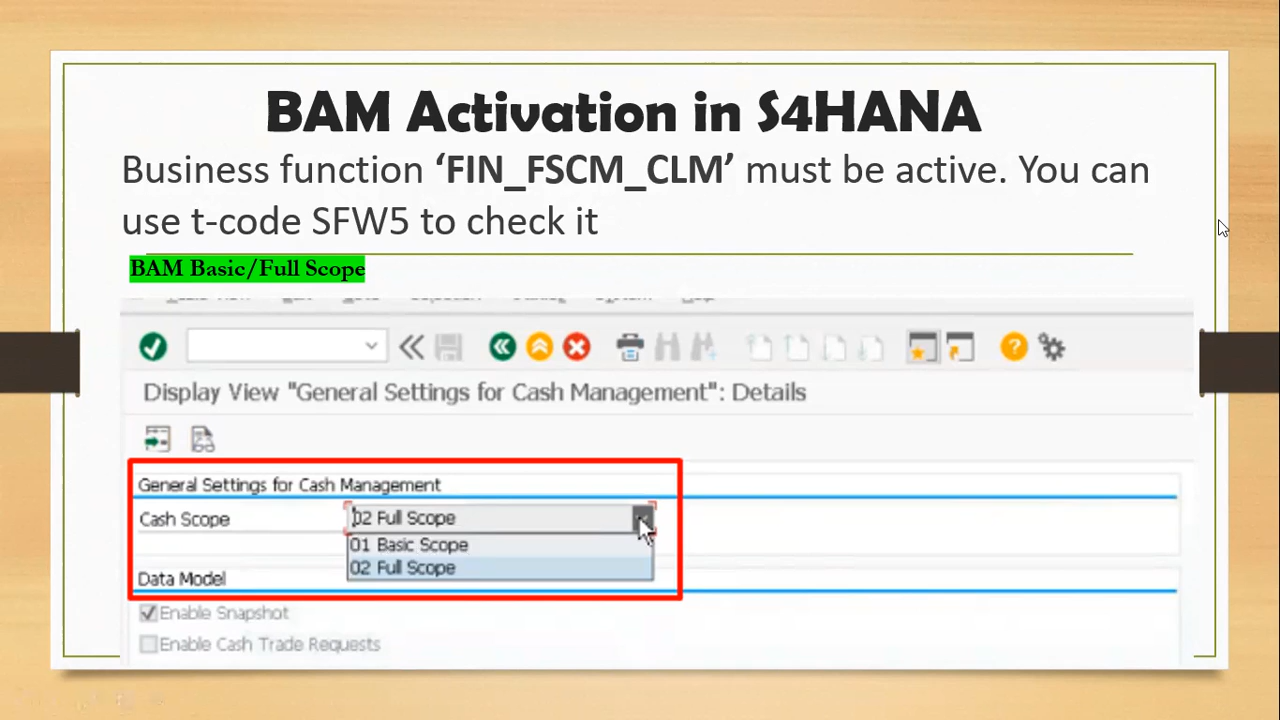 BAM Activation in S4HANA
Business function ‘FIN_FSCM_CLM’ must be active. You can
use t-code SFW5 to check it
BAM Basic/Full Scope
Display View "General Settings for Cash Management": Details
General Settings for Cash Management
Cash Scope 02 Full Scope
01 Basic Scope
02 Full Scope
Data Model
Enable Snapshot
Enable Cash Trade Requests